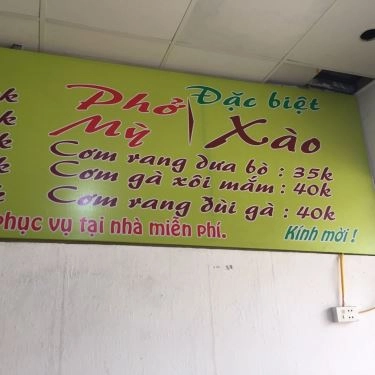 k
k
k
k
k
Phở Đặc biệt
Mỳ Xào
Cơm rang dưa bò : 35k
Cơm gà xôi mắm : 40k
Cơm rang đùi gà : 40k
phục vụ tại nhà miễn phí.
Kính mời !